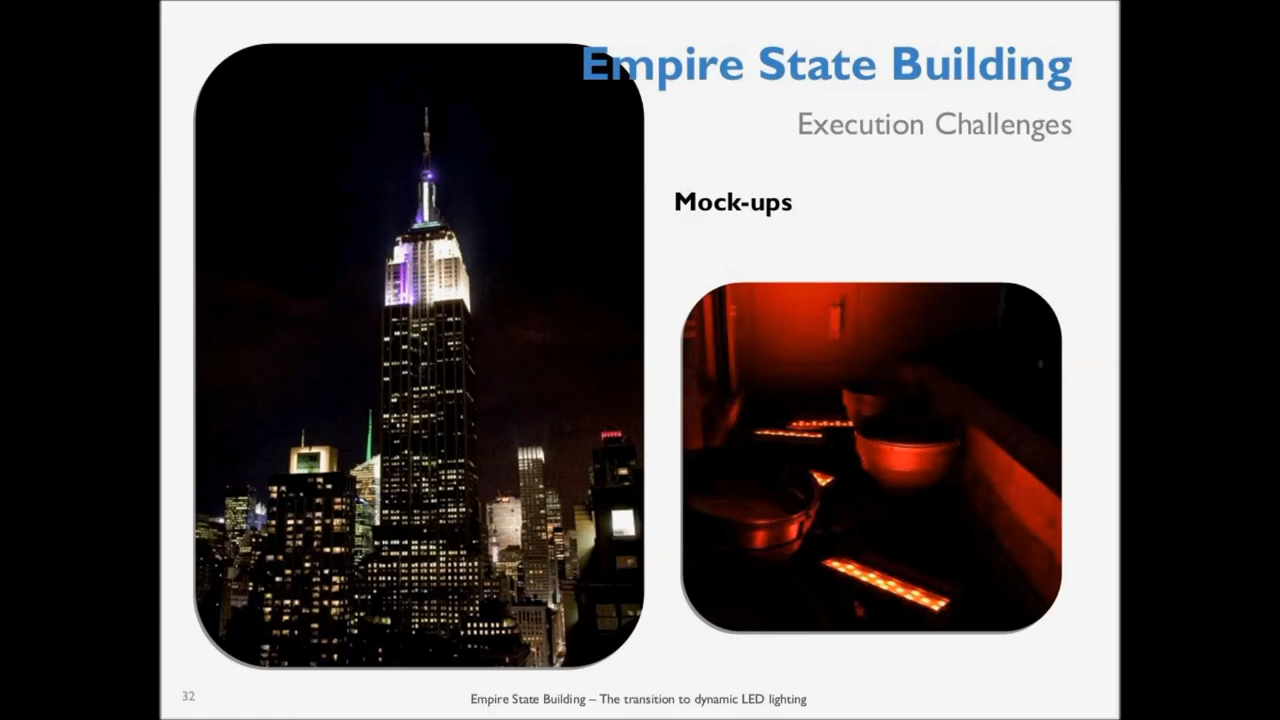 Empire State Building
Execution Challenges
Mock-ups
32
Empire State Building – The transition to dynamic LED lighting